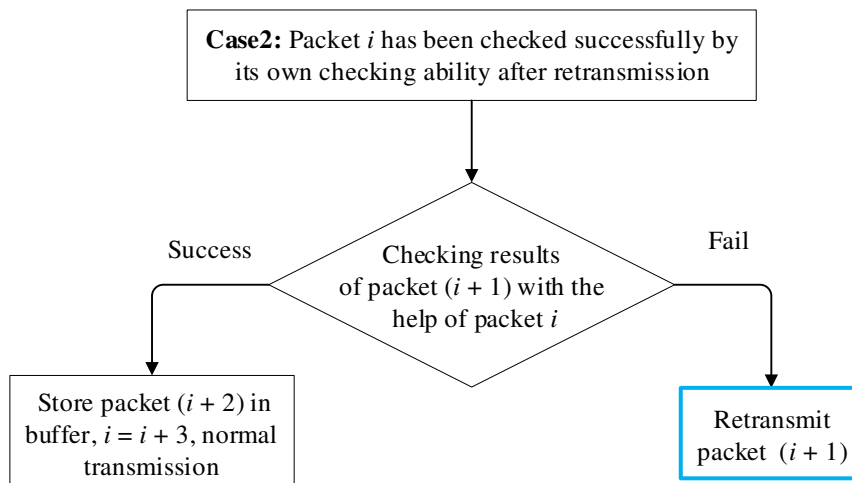 Case2: Packet i has been checked successfully by
its own checking ability after retransmission
Success
Fail
Checking results
of packet (i + 1) with the
help of packet i
Store packet (i + 2) in
buffer, i = i + 3, normal
transmission
Retransmit
packet (i + 1)